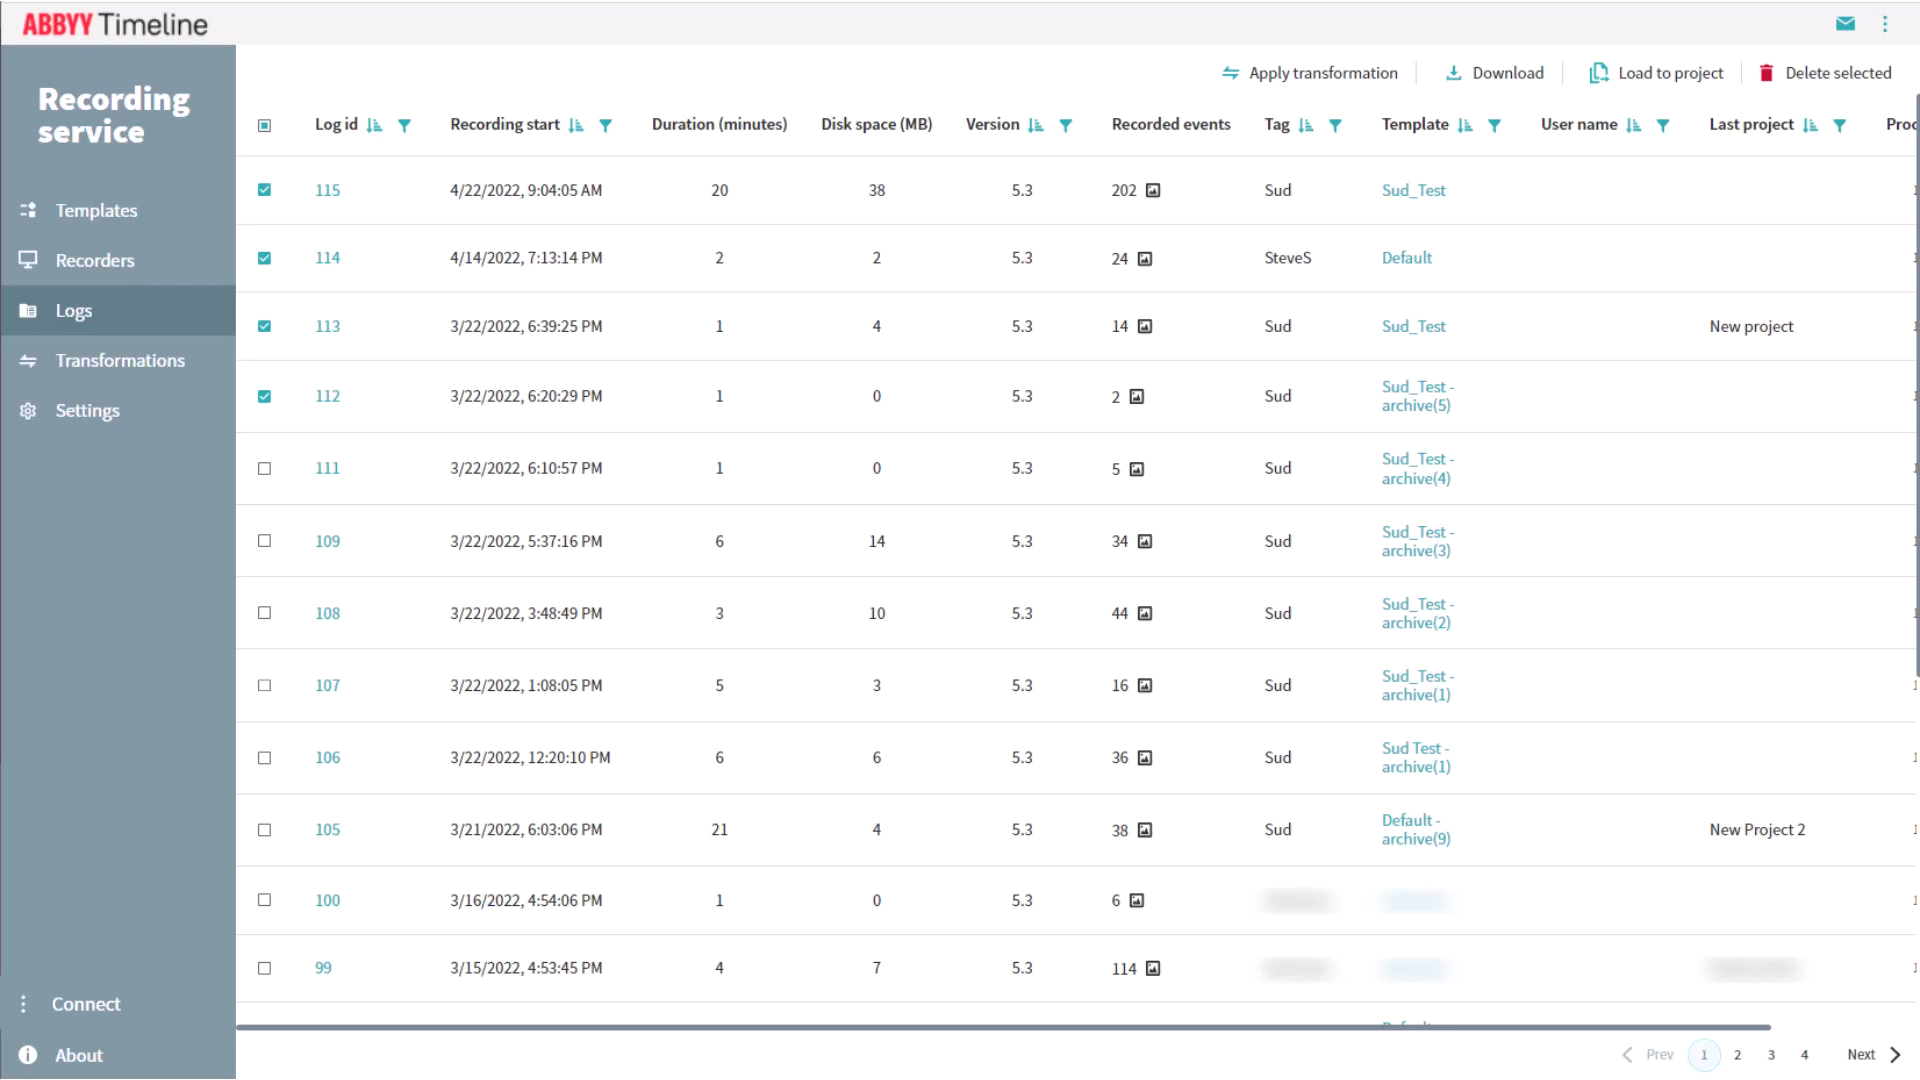 ABBYY Timeline
Recording
service
Templates
Recorders
Logs
Transformations
Settings
Connect
About
Apply transformation
Download
Load to project
Delete selected
Log id Recording start Duration (minutes) Disk space (MB) Version Recorded events Tag Template User name Last project
115 4/22/2022, 9:04:05 AM 20 38 5.3 202 Sud Sud_Test
114 4/14/2022, 7:13:14 PM 2 2 5.3 24 SteveS Default
113 3/22/2022, 6:39:25 PM 1 4 5.3 14 Sud Sud_Test New project
112 3/22/2022, 6:20:29 PM 1 0 5.3 2 Sud Sud_Test -
archive(5)
111 3/22/2022, 6:10:57 PM 1 0 5.3 5 Sud Sud_Test -
archive(4)
109 3/22/2022, 5:37:16 PM 6 14 5.3 34 Sud Sud_Test -
archive(3)
108 3/22/2022, 3:48:49 PM 3 10 5.3 44 Sud Sud_Test -
archive(2)
107 3/22/2022, 1:08:05 PM 5 3 5.3 16 Sud Sud_Test -
archive(1)
106 3/22/2022, 12:20:10 PM 6 6 5.3 36 Sud Sud Test -
archive(1)
105 3/21/2022, 6:03:06 PM 21 4 5.3 38 Sud Default -
archive(9) New Project 2
100 3/16/2022, 4:54:06 PM 1 0 5.3 6
99 3/15/2022, 4:53:45 PM 4 7 5.3 114
Prev 1 2 3 4 Next